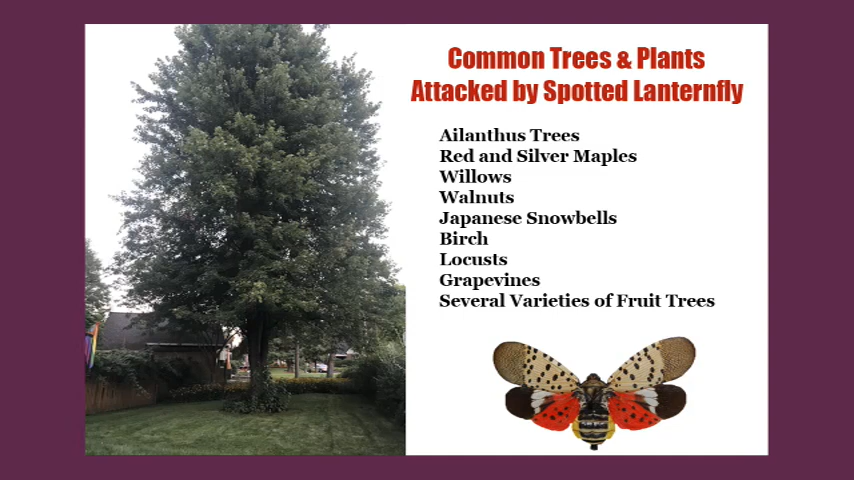 Common Trees & Plants
Attacked by Spotted Lanternfly
Ailanthus Trees
Red and Silver Maples
Willows
Walnuts
Japanese Snowbells
Birch
Locusts
Grapevines
Several Varieties of Fruit Trees